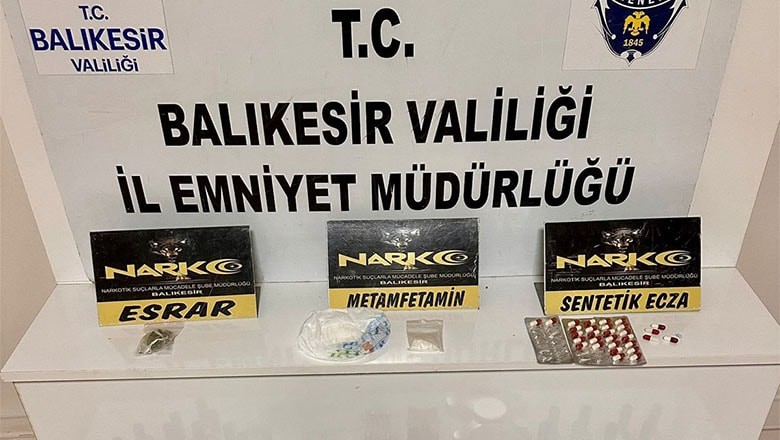 T.C.
BALIKESİR
VALİLİĞİ
T.C.
BALIKESİR VALİLİĞİ
İL EMNİYET MÜDÜRLÜĞÜ
1845
NARKO
NARKOTİK SUÇLARLA MÜCADELE ŞUBE MÜDÜRLÜĞÜ
BALIKESİR
ESRAR
NARKO
NARKOTİK SUÇLARLA MÜCADELE ŞUBE MÜDÜRLÜĞÜ
BALIKESİR
METAMFETAMİN
NARKO
NARKOTİK SUÇLARLA MÜCADELE ŞUBE MÜDÜRLÜĞÜ
BALIKESİR
SENTETİK ECZA